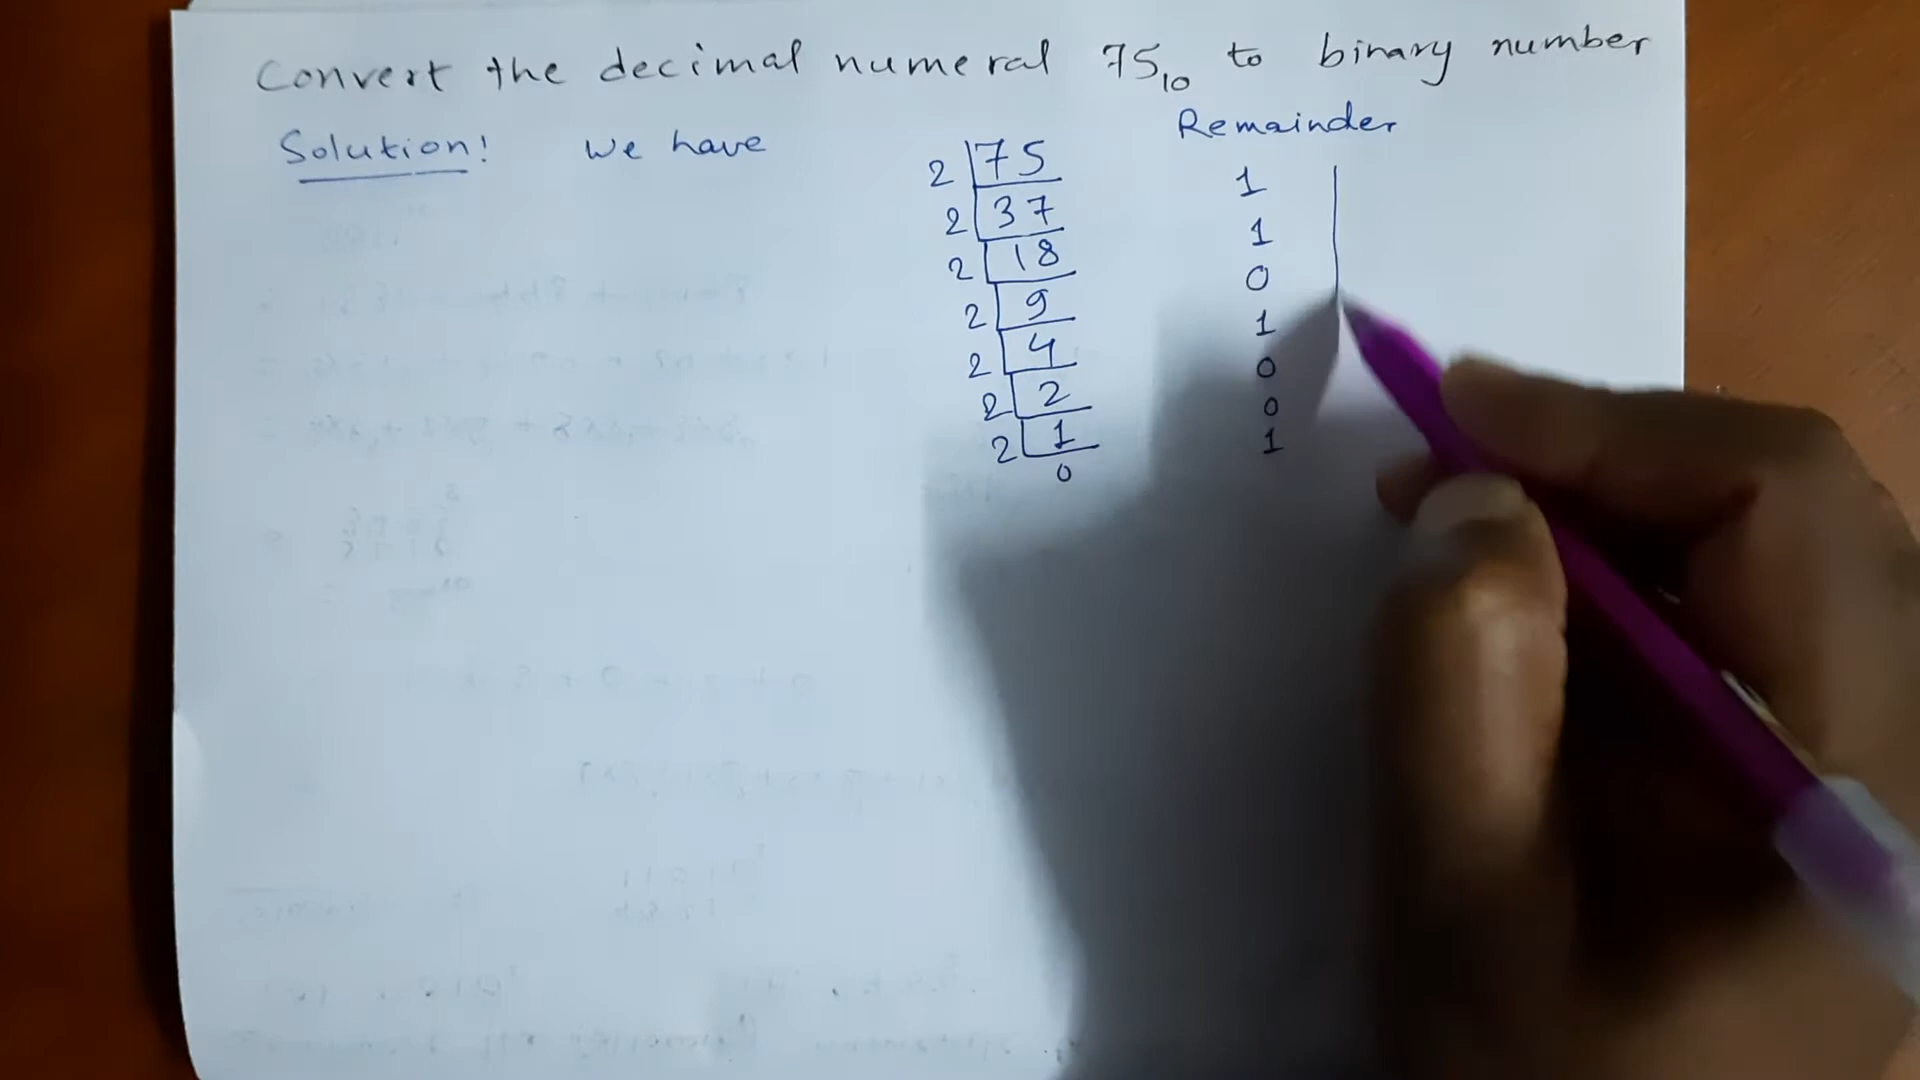 Convert the decimal numeral 75₁₀ to binary number
Remainder
Solution! We have
2 75 1
2 37 1
2 18 0
2 9 1
2 4 0
2 2 0
2 1 1
0